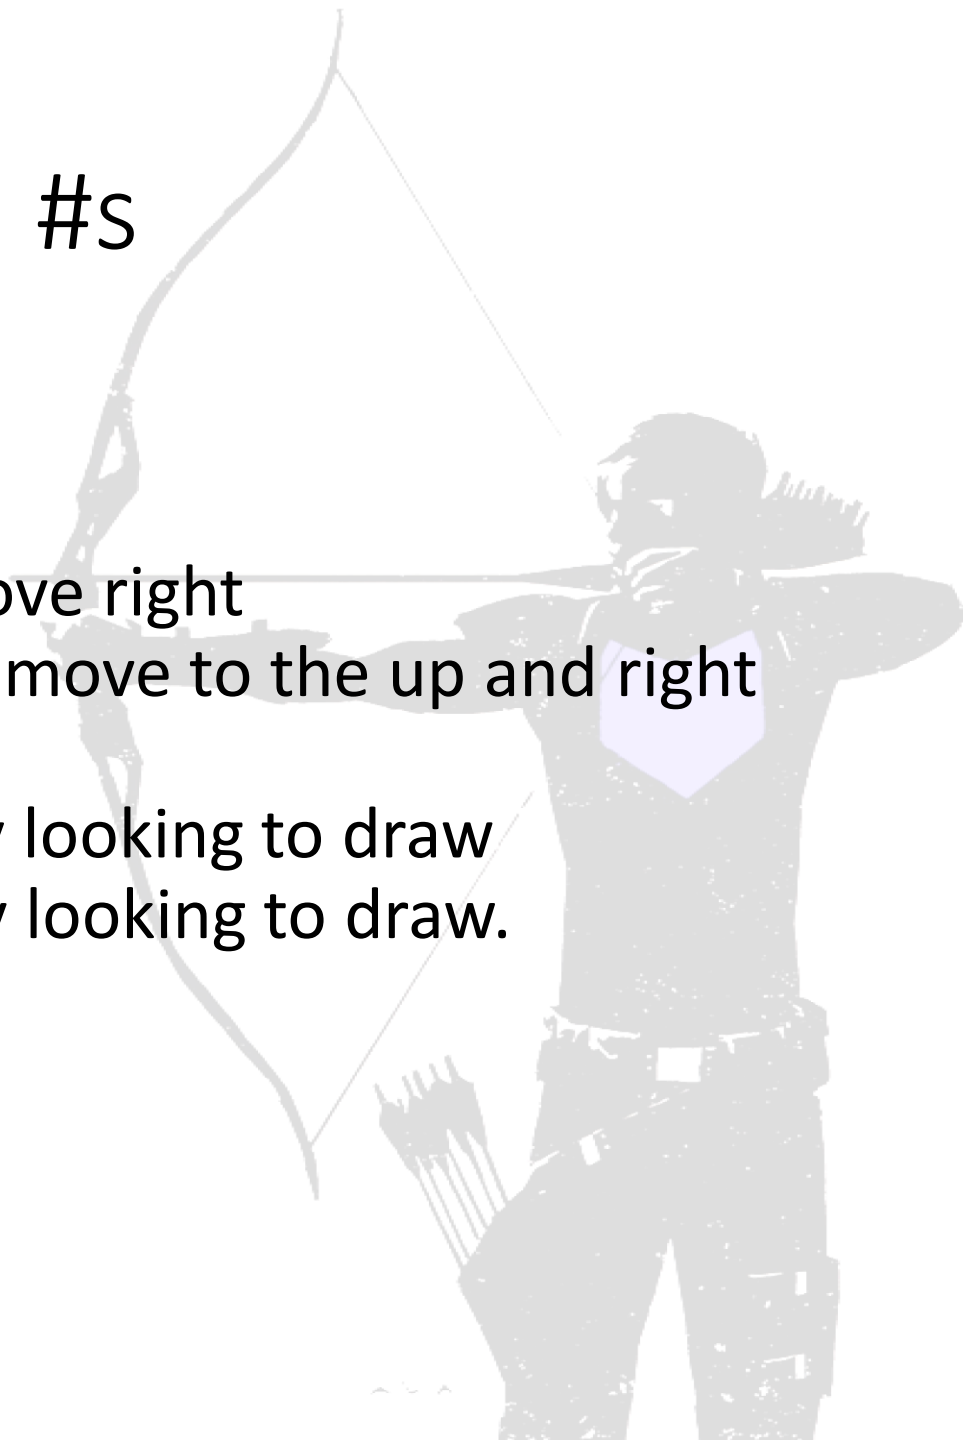 #s
ove right
move to the up and right
looking to draw
looking to draw.